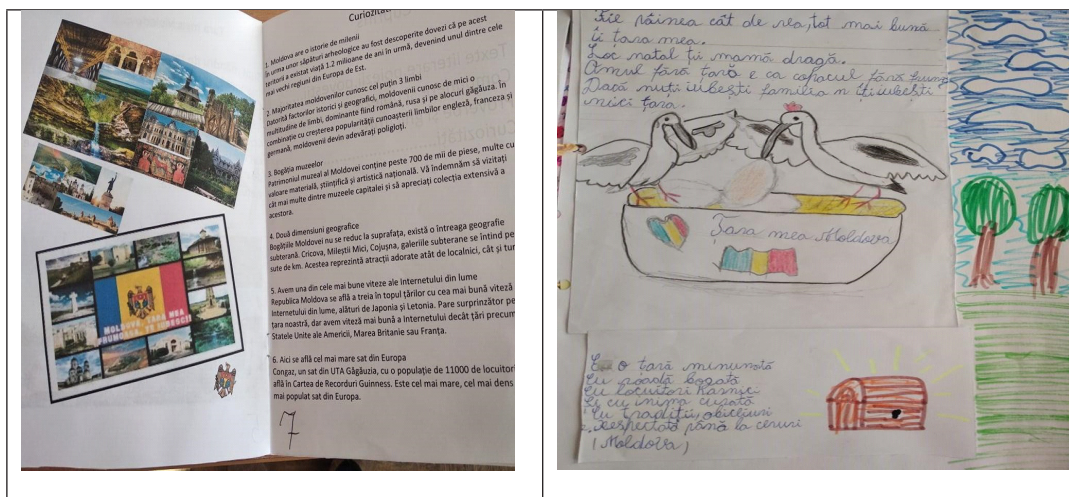 Curiozităț
1. Moldova are o istorie de milenii
În urma unor săpături arheologice au fost descoperite dovezi că pe acest
teritorii a existat viață 1.2 milioane de ani în urmă, devenind unul dintre cele
mai vechi regiuni din Europa de Est.
2. Majoritatea moldovenilor cunosc cel puțin 3 limbi
Datorită factorilor istorici și geografici, moldovenii cunosc de mici o
multitudine de limbi, dominante fiind română, rusa și pe alocuri găgăuza. În
combinație cu creșterea popularității cunoașterii limbilor engleză, franceza și
germană, moldovenii devin adevărați poligloți.
3. Bogăția muzeelor
Patrimoniul muzeal al Moldovei conține peste 700 de mii de piese, multe cu
valoare materială, științifică și artistică națională. Vă îndemnăm să vizitați
cât mai multe dintre muzeele capitalei și să apreciați colecția extensivă a
acestora.
4. Două dimensiuni geografice
Bogățiile Moldovei nu se reduc la suprafața, există o întreaga geografie
subterană. Cricova, Mileștii Mici, Cojușna, galeriile subterane se întind pe
sute de km. Acestea reprezintă atracții adorate atât de localnici, cât și tur
5. Avem una din cele mai bune viteze ale Internetului din lume
Republica Moldova se află a treia în topul țărilor cu cea mai bună viteză
Internetului din lume, alături de Japonia și Letonia. Pare surprinzător pe
țara noastră, dar avem viteză mai bună a Internetului decât țări precum
Statele Unite ale Americii, Marea Britanie sau Franța.
6. Aici se află cel mai mare sat din Europa
Congaz, un sat din UTA Găgăuzia, cu o populație de 11000 de locuitor
află în Cartea de Recorduri Guinness. Este cel mai mare, cel mai dens
mai populat sat din Europa.
7
MOLDOVA, ȚARA MEA
FRUMOASĂ, TE IUBESC!
Fie pâinea cât de rea, tot mai bună
îi țara mea.
Loc natal ții mamă dragă.
Omul fără țară e ca copacul fără
Dacă nuți iubești familia nu îți iubești
nici țara.
Țara mea Moldova
E o țară minunată
Cu poală bogată
Cu locuitori harnici
Și cu inima curată
Cu tradiții, obiceiuri
Respectată până la ceruri
(Moldova)